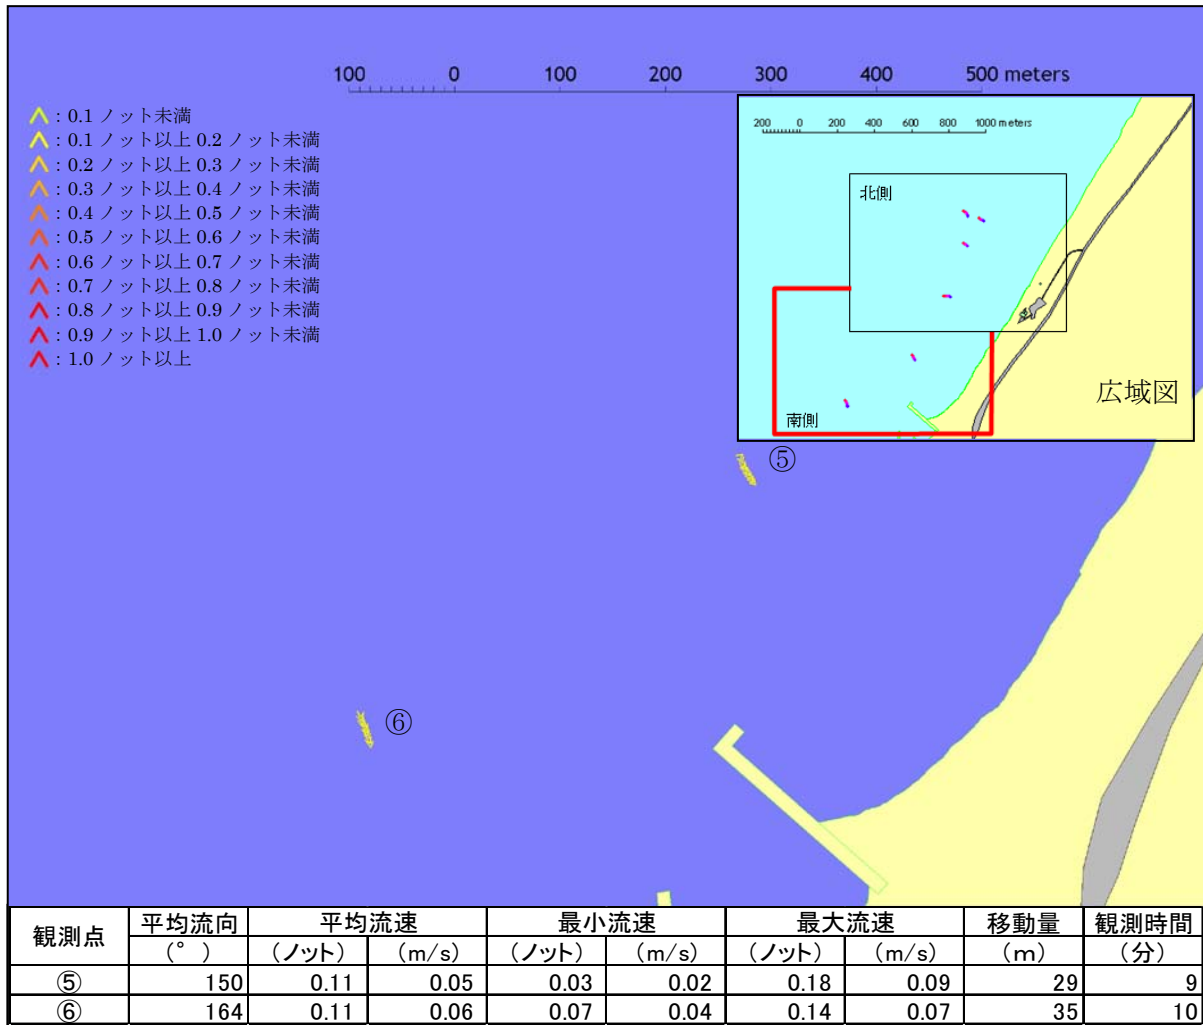 100 0 100 200 300 400 500 meters
: 0.1 ノット未満
: 0.1 ノット以上 0.2 ノット未満
: 0.2 ノット以上 0.3 ノット未満
: 0.3 ノット以上 0.4 ノット未満
: 0.4 ノット以上 0.5 ノット未満
: 0.5 ノット以上 0.6 ノット未満
: 0.6 ノット以上 0.7 ノット未満
: 0.7 ノット以上 0.8 ノット未満
: 0.8 ノット以上 0.9 ノット未満
: 0.9 ノット以上 1.0 ノット未満
: 1.0 ノット以上
200 0 200 400 600 800 1000 meters
北側
広域図
南側
⑤
⑥
観測点 平均流向 平均流速 最小流速 最大流速 移動量 観測時間
(°) (ノット) (m/s) (ノット) (m/s) (ノット) (m/s) (m) (分)
⑤ 150 0.11 0.05 0.03 0.02 0.18 0.09 29 9
⑥ 164 0.11 0.06 0.07 0.04 0.14 0.07 35 10